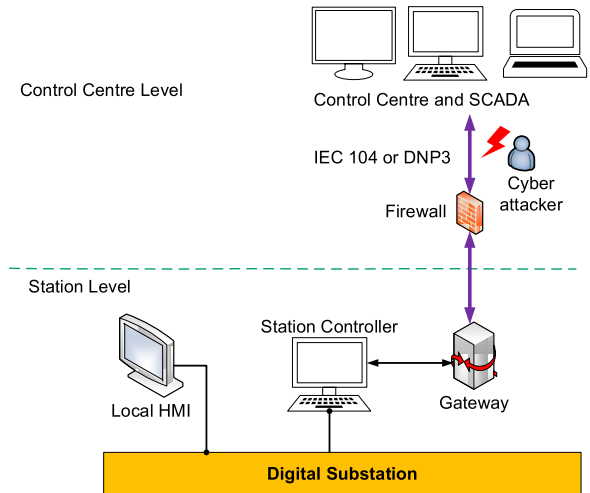 Control Centre Level
Control Centre and SCADA
IEC 104 or DNP3
Cyber
attacker
Firewall
Station Level
Station Controller
Local HMI
Gateway
Digital Substation